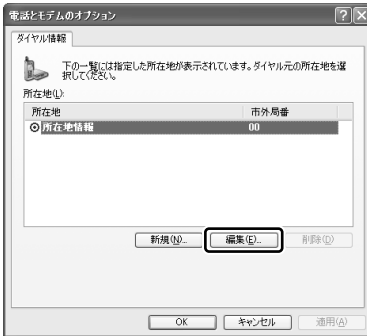 電話とモデムのオプション
ダイヤル情報
下の一覧には指定した所在地が表示されています。ダイヤル元の所在地を選
択してください。
所在地(L):
所在地 市外局番
所在地情報 00
新規(N)... 編集(E)... 削除(D)
OK キャンセル 適用(A)